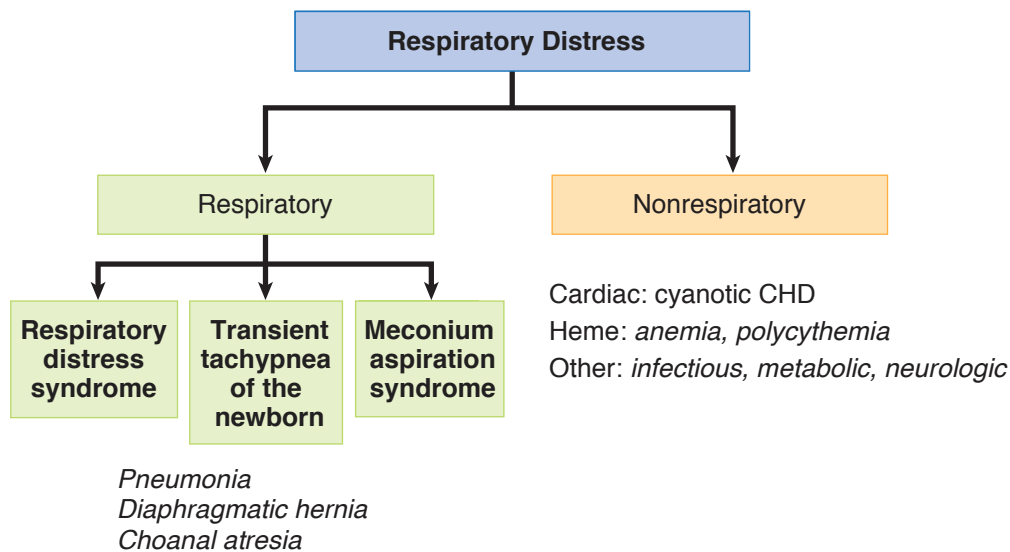 Respiratory Distress
Respiratory
Nonrespiratory
Respiratory
distress
syndrome
Transient
tachypnea
of the
newborn
Meconium
aspiration
syndrome
Cardiac: cyanotic CHD
Heme: anemia, polycythemia
Other: infectious, metabolic, neurologic
Pneumonia
Diaphragmatic hernia
Choanal atresia